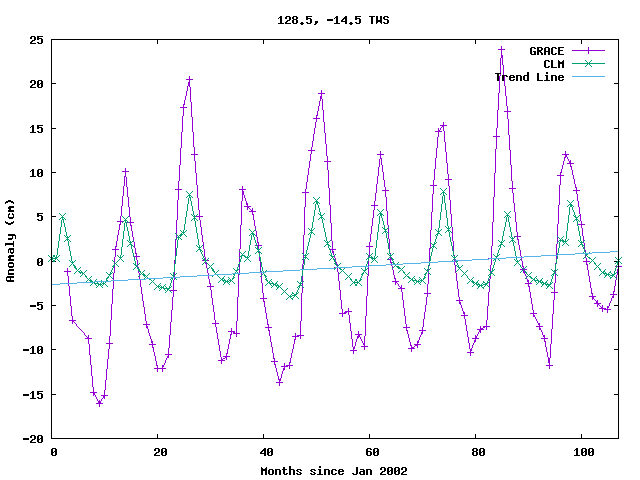 128.5, -14.5 TWS
GRACE
CLM
Trend Line
25
20
15
10
5
0
-5
-10
-15
-20
Anomaly (cm)
0 20 40 60 80 100
Months since Jan 2002